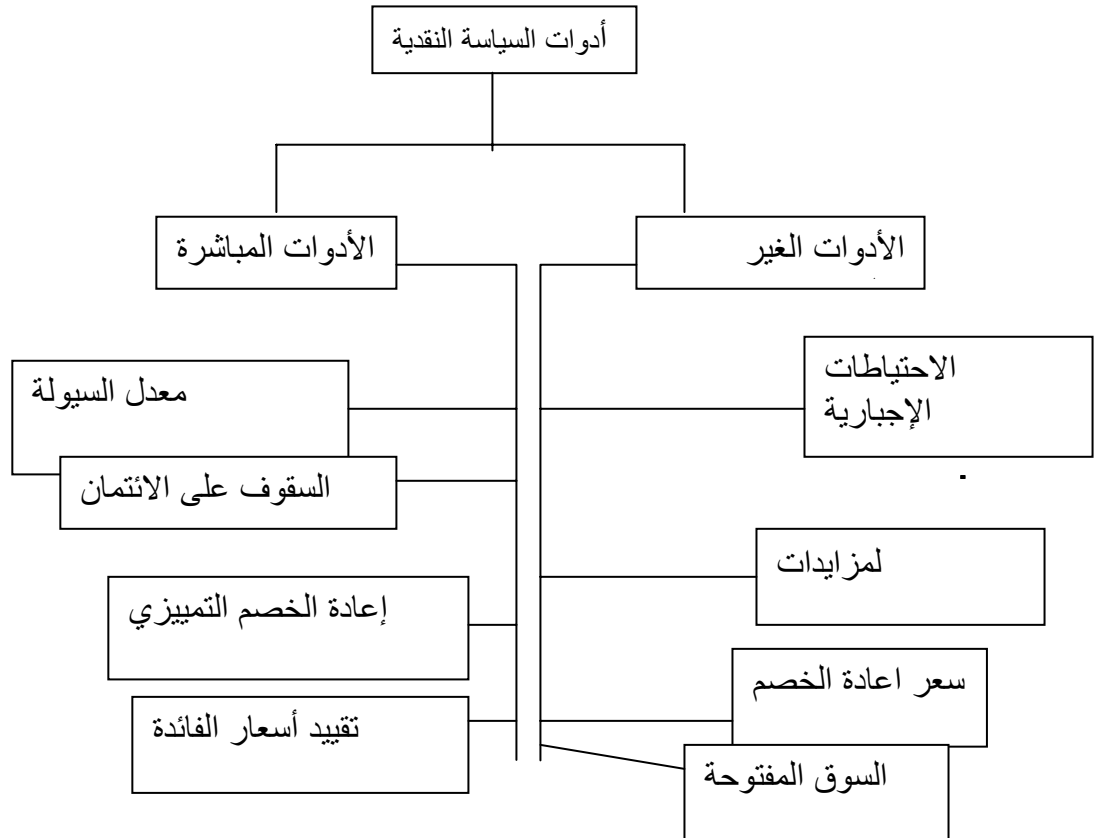 أدوات السياسة النقدية
الأدوات الغير
الأدوات المباشرة
الاحتياطات
الإجبارية
معدل السيولة
السقوف على الائتمان
لمزايدات
إعادة الخصم التمييزي
سعر اعادة الخصم
تقييد أسعار الفائدة
السوق المفتوحة